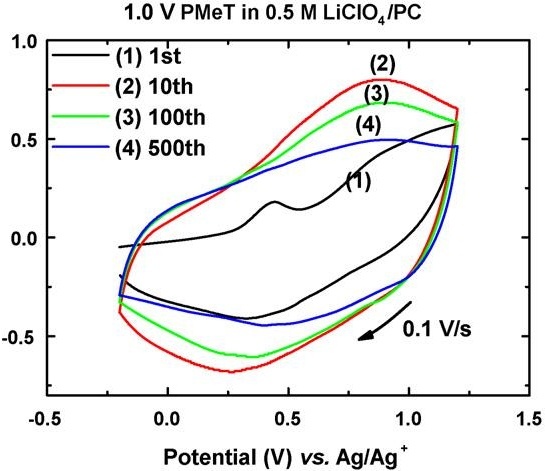 1.0 V PMeT in 0.5 M LiClO₄/PC
1.0
(1) 1st
(2) 10th
(3) 100th
(4) 500th
(2)
(3)
(4)
(1)
0.5
0.0
-0.5
0.1 V/s
-0.5 0.0 0.5 1.0 1.5
Potential (V) vs. Ag/Ag⁺